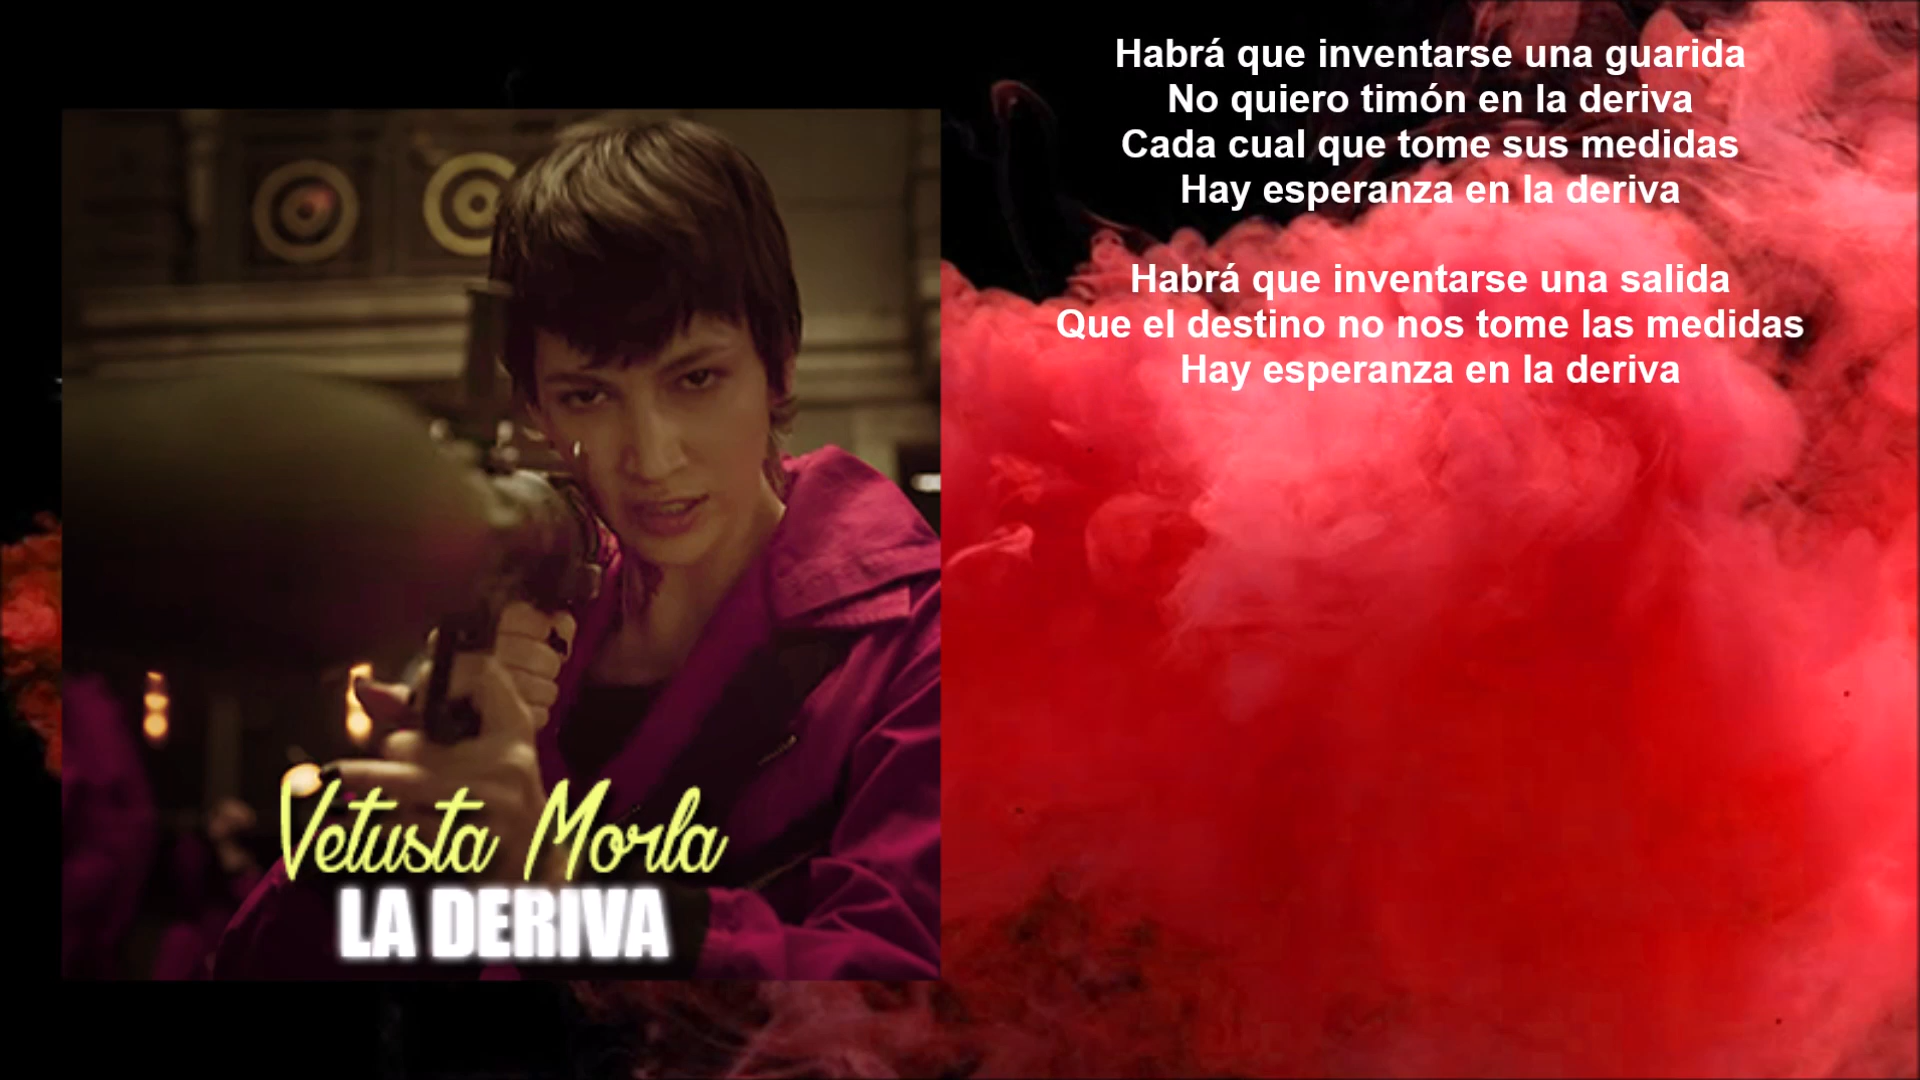 Habrá que inventarse una guarida
No quiero timón en la deriva
Cada cual que tome sus medidas
Hay esperanza en la deriva
Habrá que inventarse una salida
Que el destino no nos tome las medidas
Hay esperanza en la deriva
Vetusta Morla
LA DERIVA